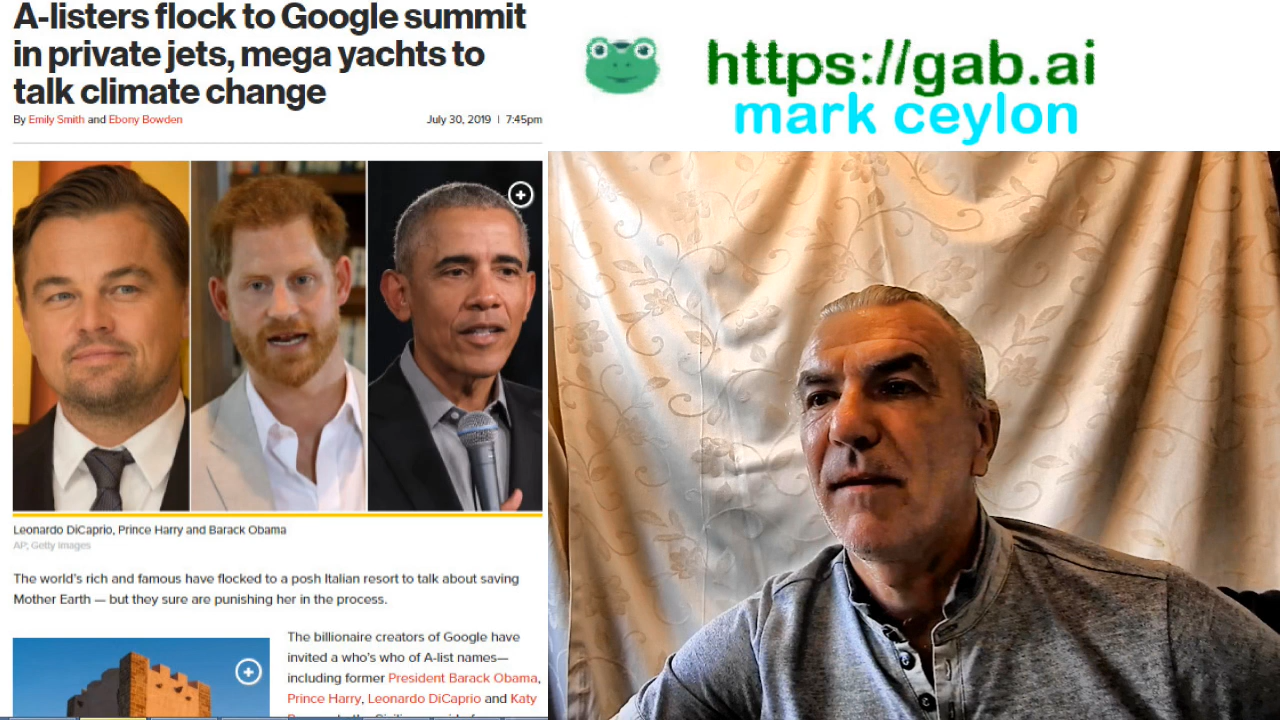 A-listers flock to Google summit
in private jets, mega yachts to
talk climate change
By Emily Smith and Ebony Bowden
July 30, 2019 | 7:45pm
Leonardo DiCaprio, Prince Harry and Barack Obama
AP; Getty Images
The world's rich and famous have flocked to a posh Italian resort to talk about saving
Mother Earth — but they sure are punishing her in the process.
The billionaire creators of Google have
invited a who's who of A-list names—
including former President Barack Obama,
Prince Harry, Leonardo DiCaprio and Katy
https://gab.ai
mark ceylon